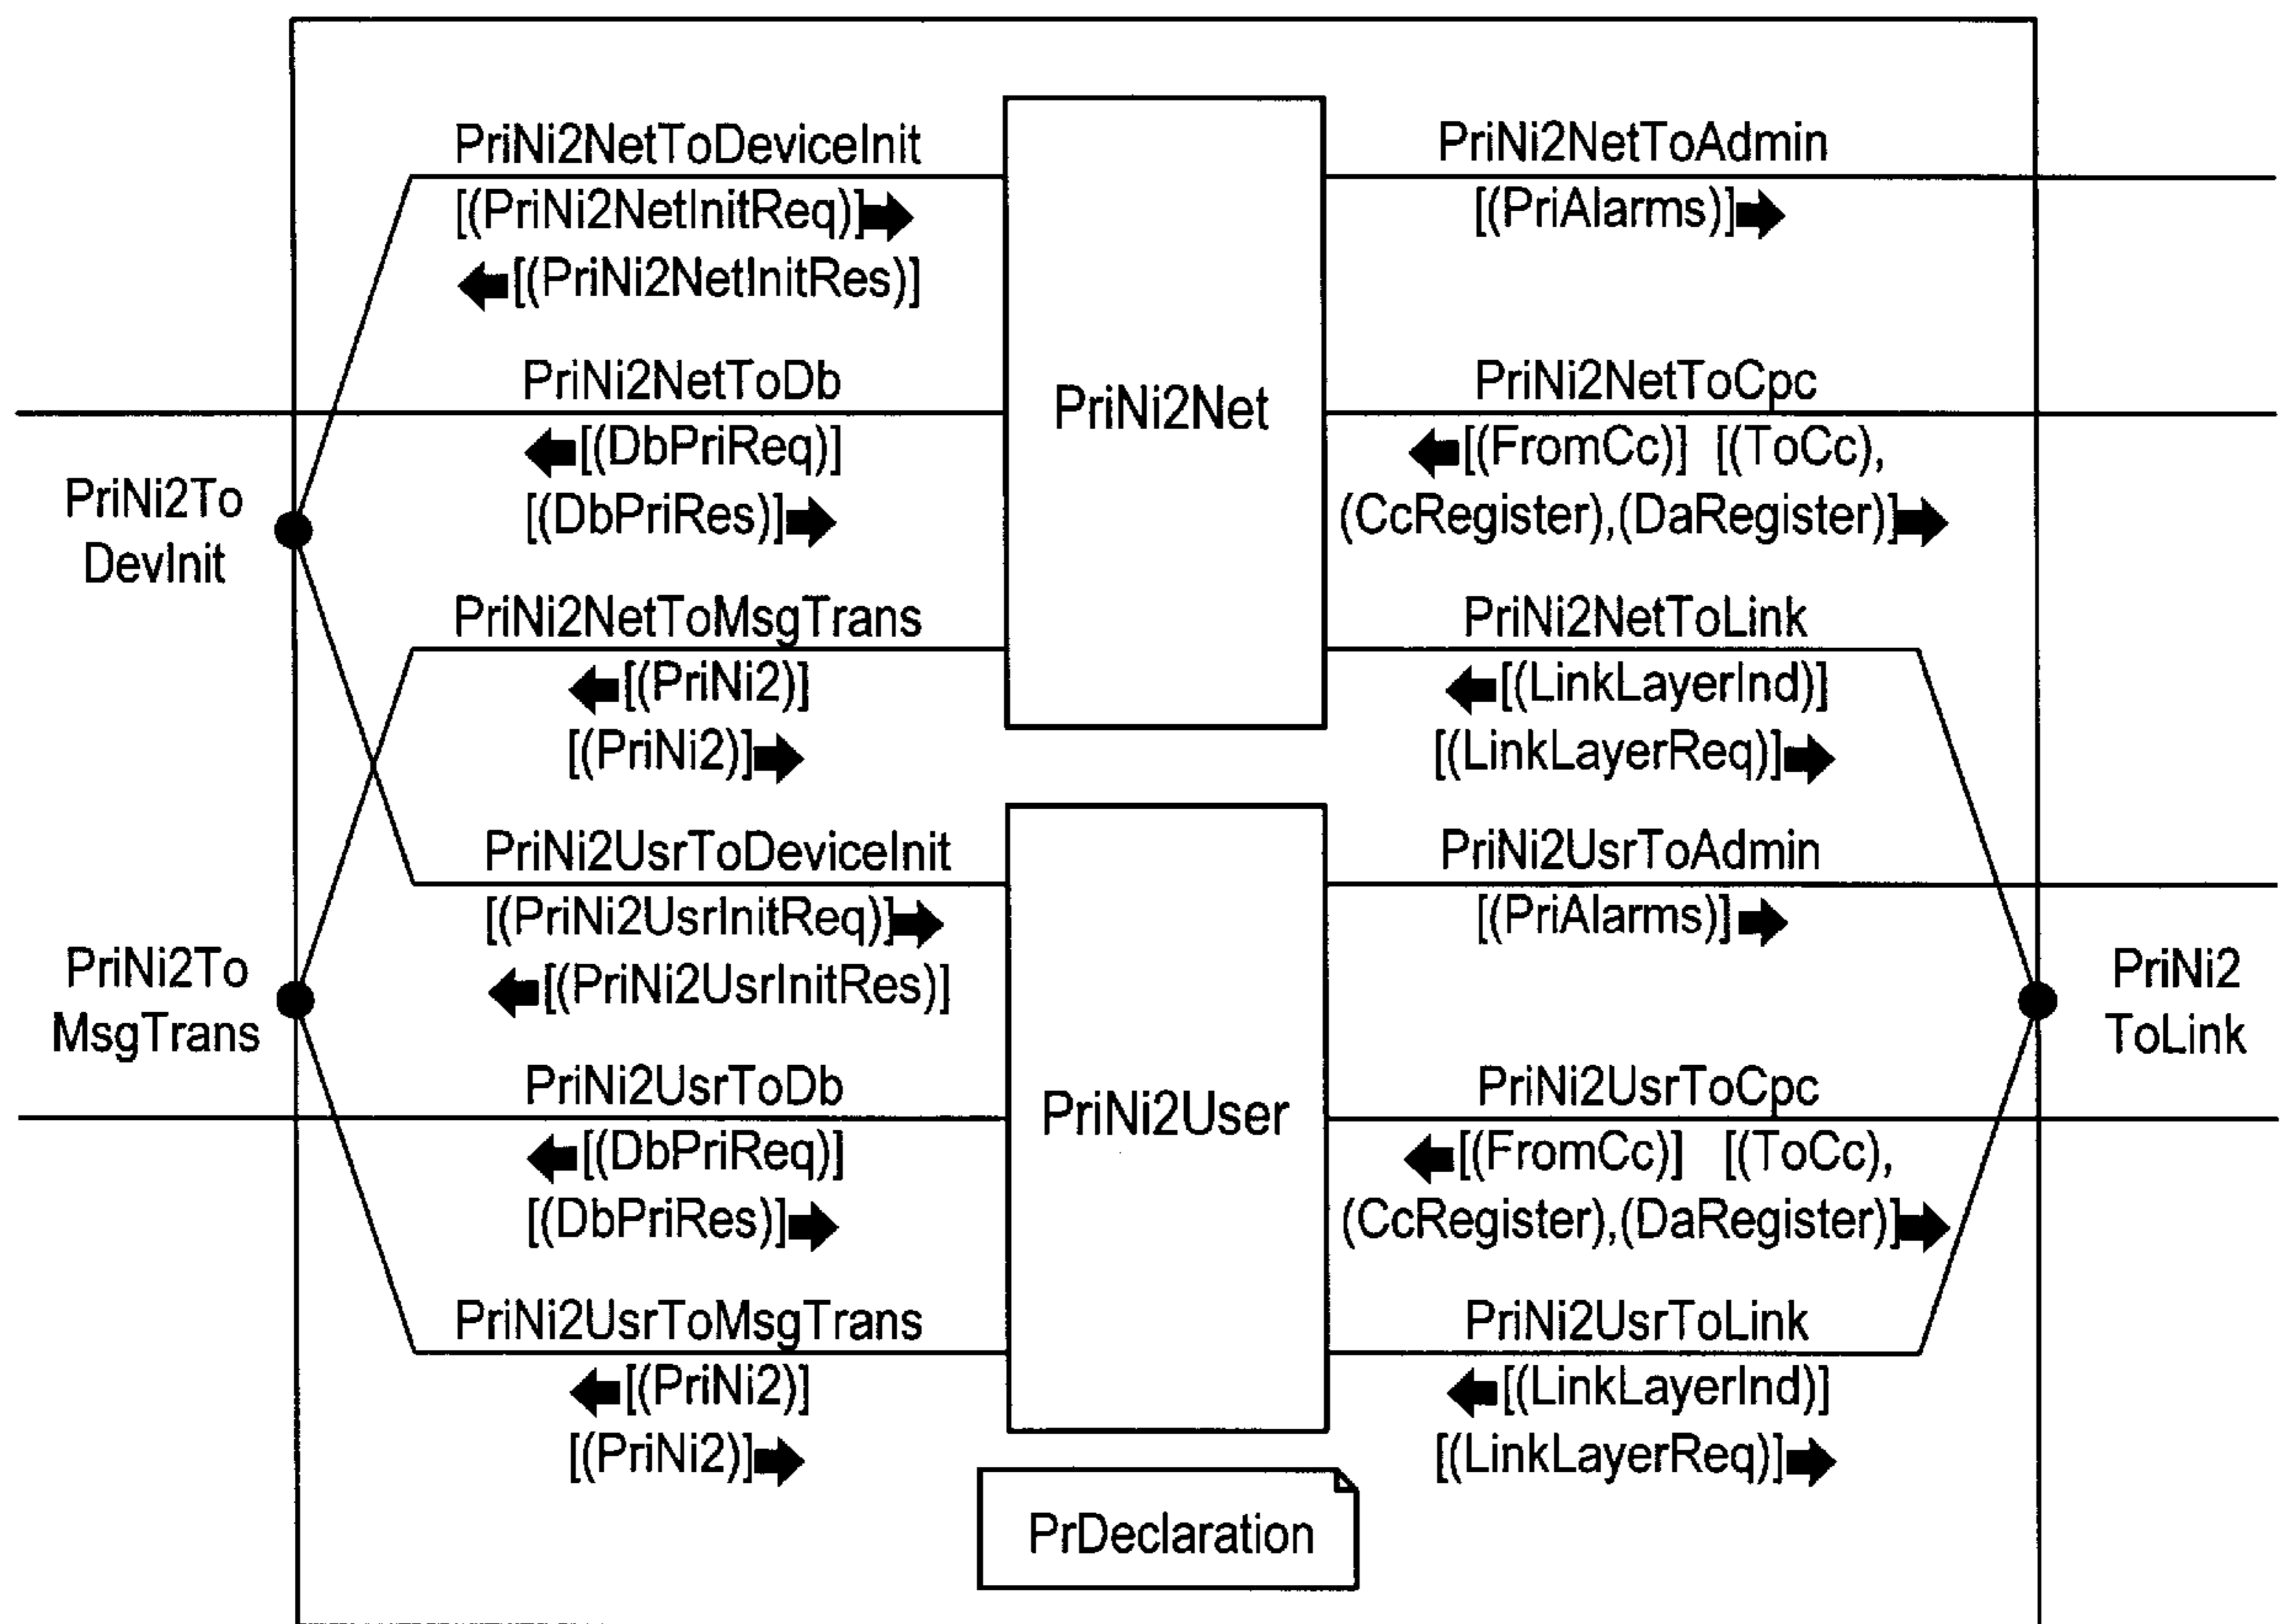 PriNi2NetToDeviceInit
[(PriNi2NetInitReq)]
[(PriNi2NetInitRes)]
PriNi2NetToAdmin
[(PriAlarms)]
PriNi2NetToDb
[(DbPriReq)]
[(DbPriRes)]
PriNi2Net
PriNi2NetToCpc
[(FromCc)] [(ToCc),
(CcRegister),(DaRegister)]
PriNi2To
DevInit
PriNi2NetToMsgTrans
[(PriNi2)]
[(PriNi2)]
PriNi2NetToLink
[(LinkLayerInd)]
[(LinkLayerReq)]
PriNi2UsrToDeviceInit
[(PriNi2UsrInitReq)]
[(PriNi2UsrInitRes)]
PriNi2UsrToAdmin
[(PriAlarms)]
PriNi2To
MsgTrans
PriNi2
ToLink
PriNi2UsrToDb
[(DbPriReq)]
[(DbPriRes)]
PriNi2User
PriNi2UsrToCpc
[(FromCc)] [(ToCc),
(CcRegister),(DaRegister)]
PriNi2UsrToMsgTrans
[(PriNi2)]
[(PriNi2)]
PriNi2UsrToLink
[(LinkLayerInd)]
[(LinkLayerReq)]
PrDeclaration